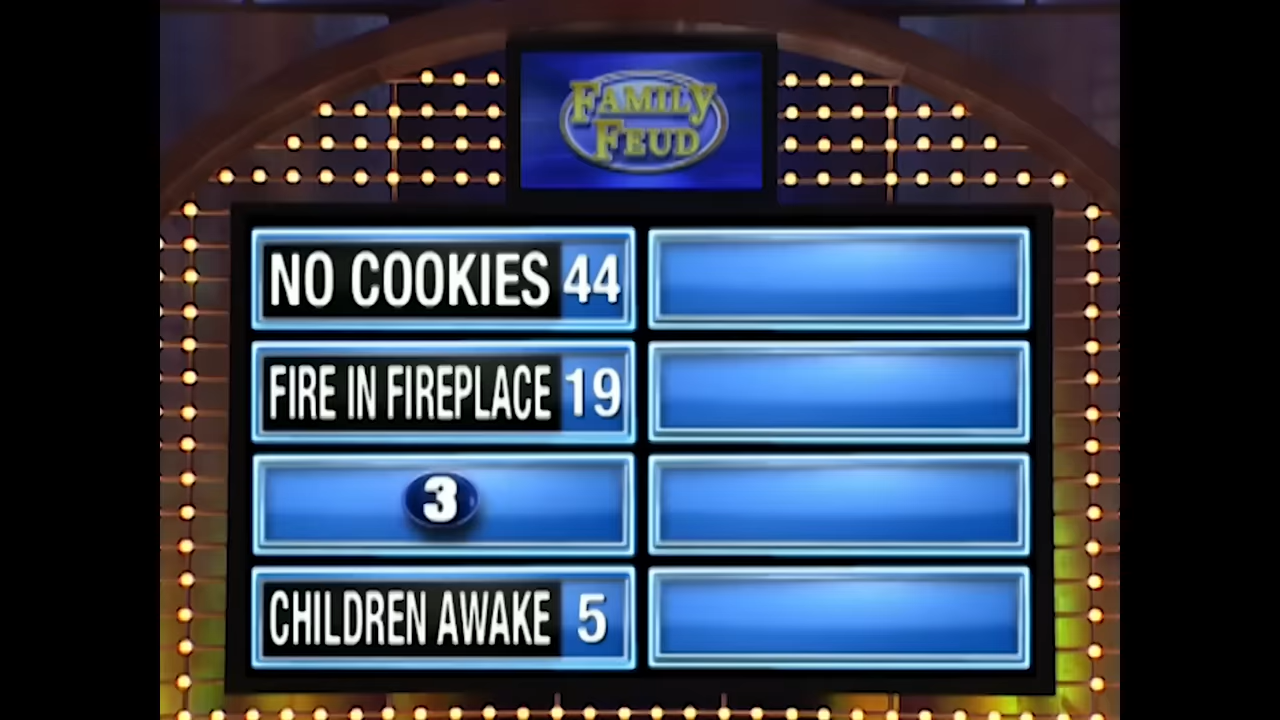 FAMILY
FEUD
NO COOKIES 44
FIRE IN FIREPLACE 19
3
CHILDREN AWAKE 5